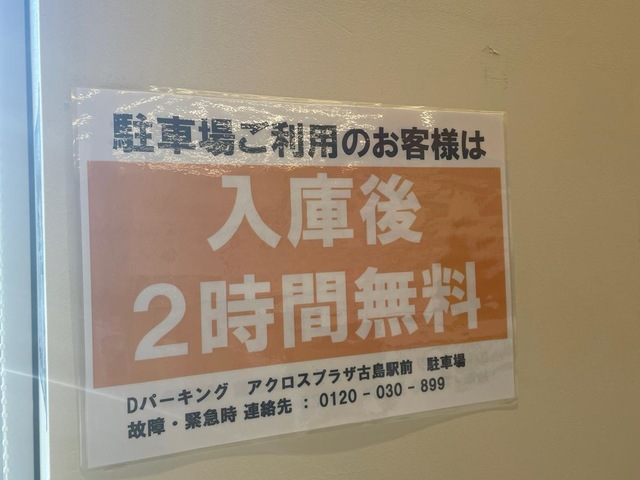 駐車場ご利用のお客様は
入庫後
2時間無料
Dパーキング アクロスプラザ古島駅前 駐車場
故障・緊急時 連絡先 : 0120-030-899